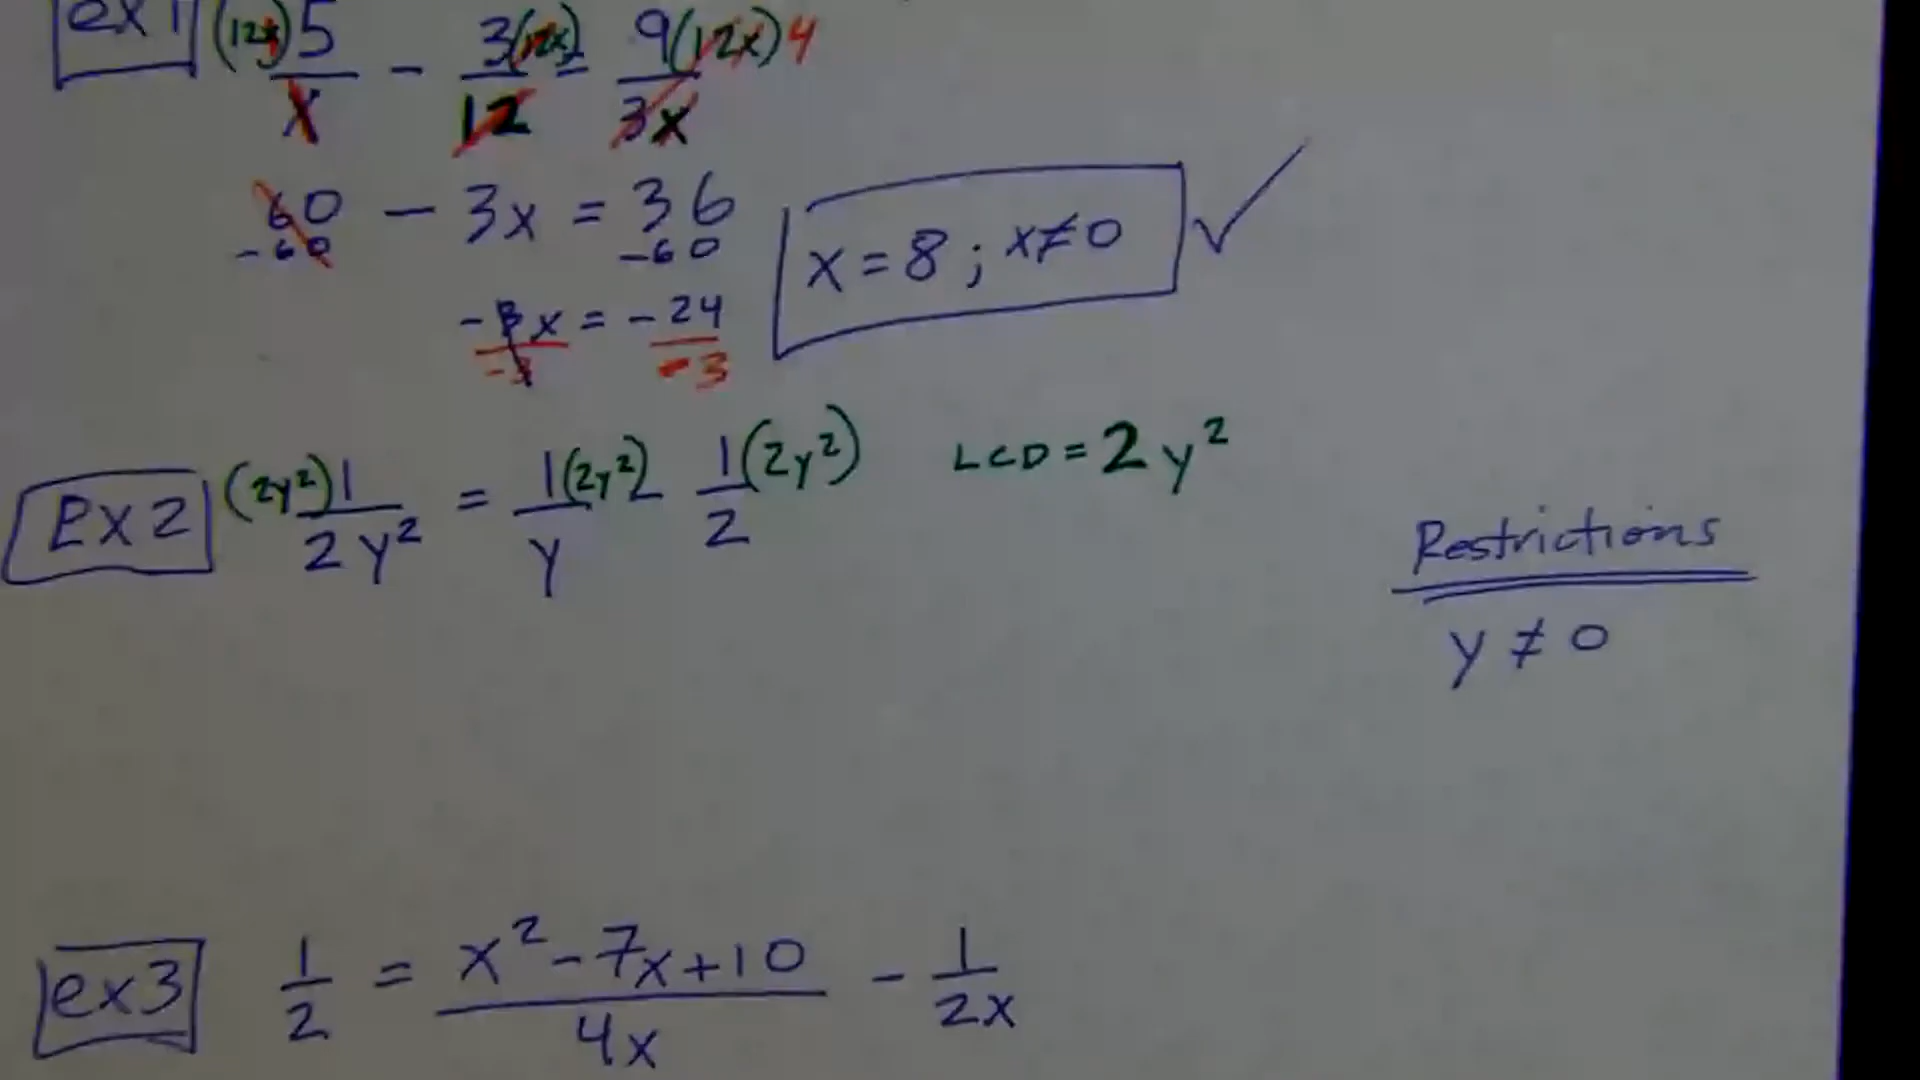 ex 1 (12x)5/x - 3(12x)/12 = 9(12x)/3x 4
60 - 3x = 36
-60 -60
-3x = -24
-3 -3
x = 8 ; x≠0 ✓
Ex 2 (2y²)1/2y² = 1(2y²)/y - 1(2y²)/2 LCD = 2y²
Restrictions
y ≠ 0
ex 3 1/2 = x² - 7x + 10/4x - 1/2x